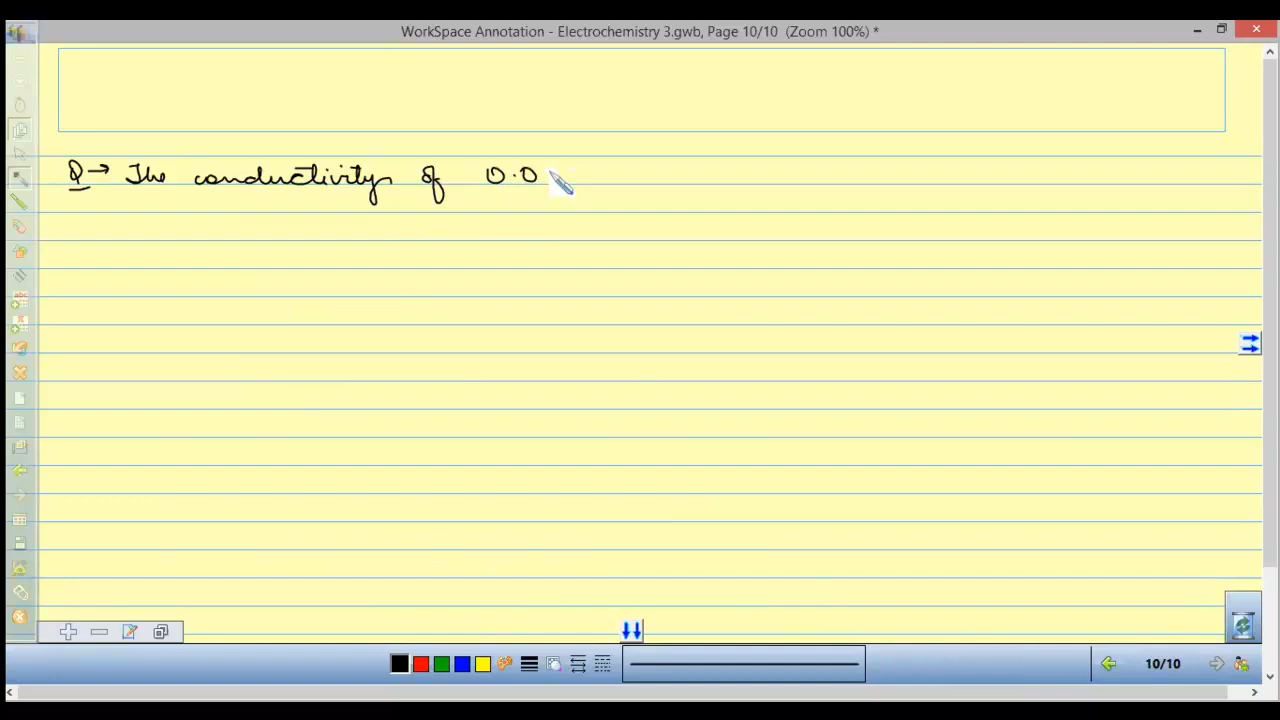 WorkSpace Annotation - Electrochemistry 3.gwb, Page 10/10 (Zoom 100%) *
Q→ The conductivity of 0.0
10/10